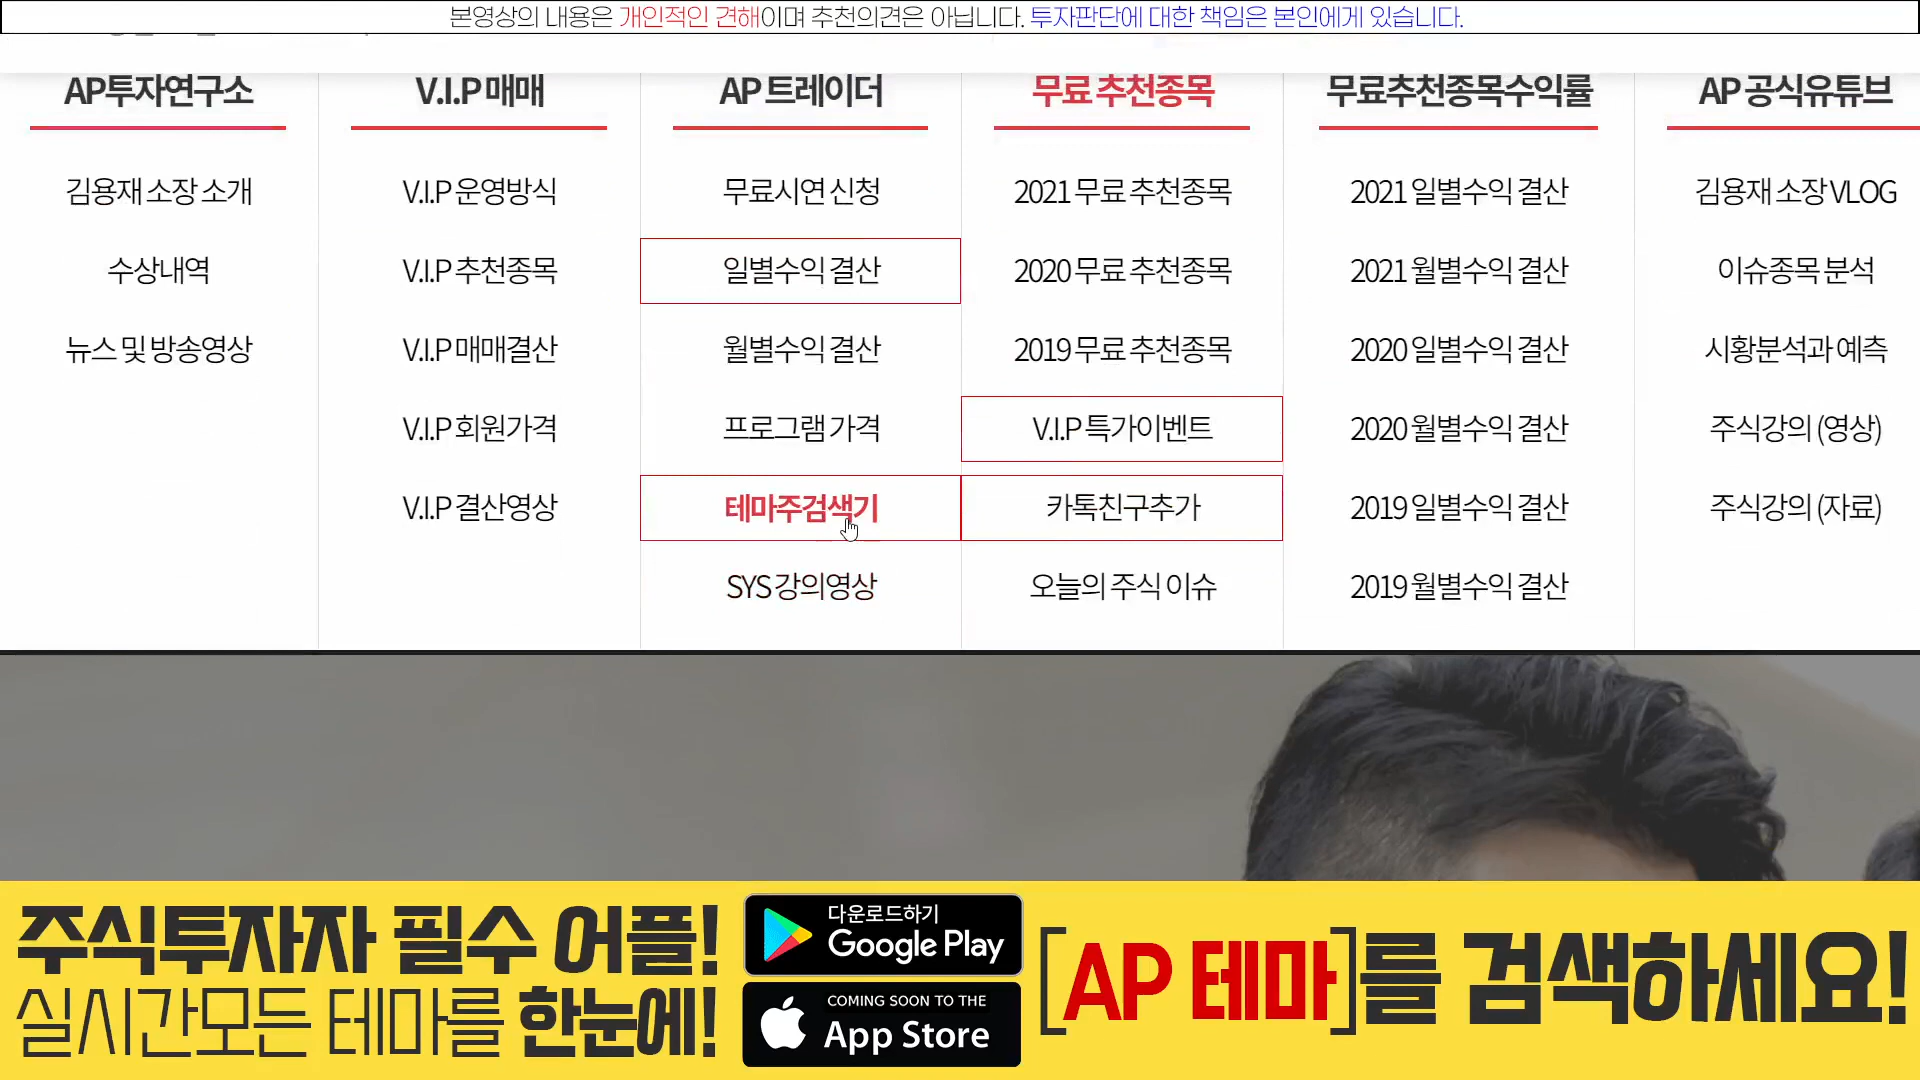 본영상의 내용은 개인적인 견해이며 추천의견은 아닙니다. 투자판단에 대한 책임은 본인에게 있습니다.
AP투자연구소 V.I.P 매매 AP 트레이더 무료 추천종목 무료추천종목수익률 AP 공식유튜브
김용재 소장 소개 V.I.P 운영방식 무료시연 신청 2021 무료 추천종목 2021 일별수익 결산 김용재 소장 VLOG
수상내역 V.I.P 추천종목 일별수익 결산 2020 무료 추천종목 2021 월별수익 결산 이슈종목 분석
뉴스 및 방송영상 V.I.P 매매결산 월별수익 결산 2019 무료 추천종목 2020 일별수익 결산 시황분석과 예측
V.I.P 회원가격 프로그램 가격 V.I.P 특가이벤트 2020 월별수익 결산 주식강의 (영상)
V.I.P 결산영상 테마주검색기 카톡친구추가 2019 일별수익 결산 주식강의 (자료)
SYS 강의영상 오늘의 주식 이슈 2019 월별수익 결산
주식투자자 필수 어플!
실시간모든 테마를 한눈에!
다운로드하기
Google Play
COMING SOON TO THE
App Store
[AP 테마]를 검색하세요!